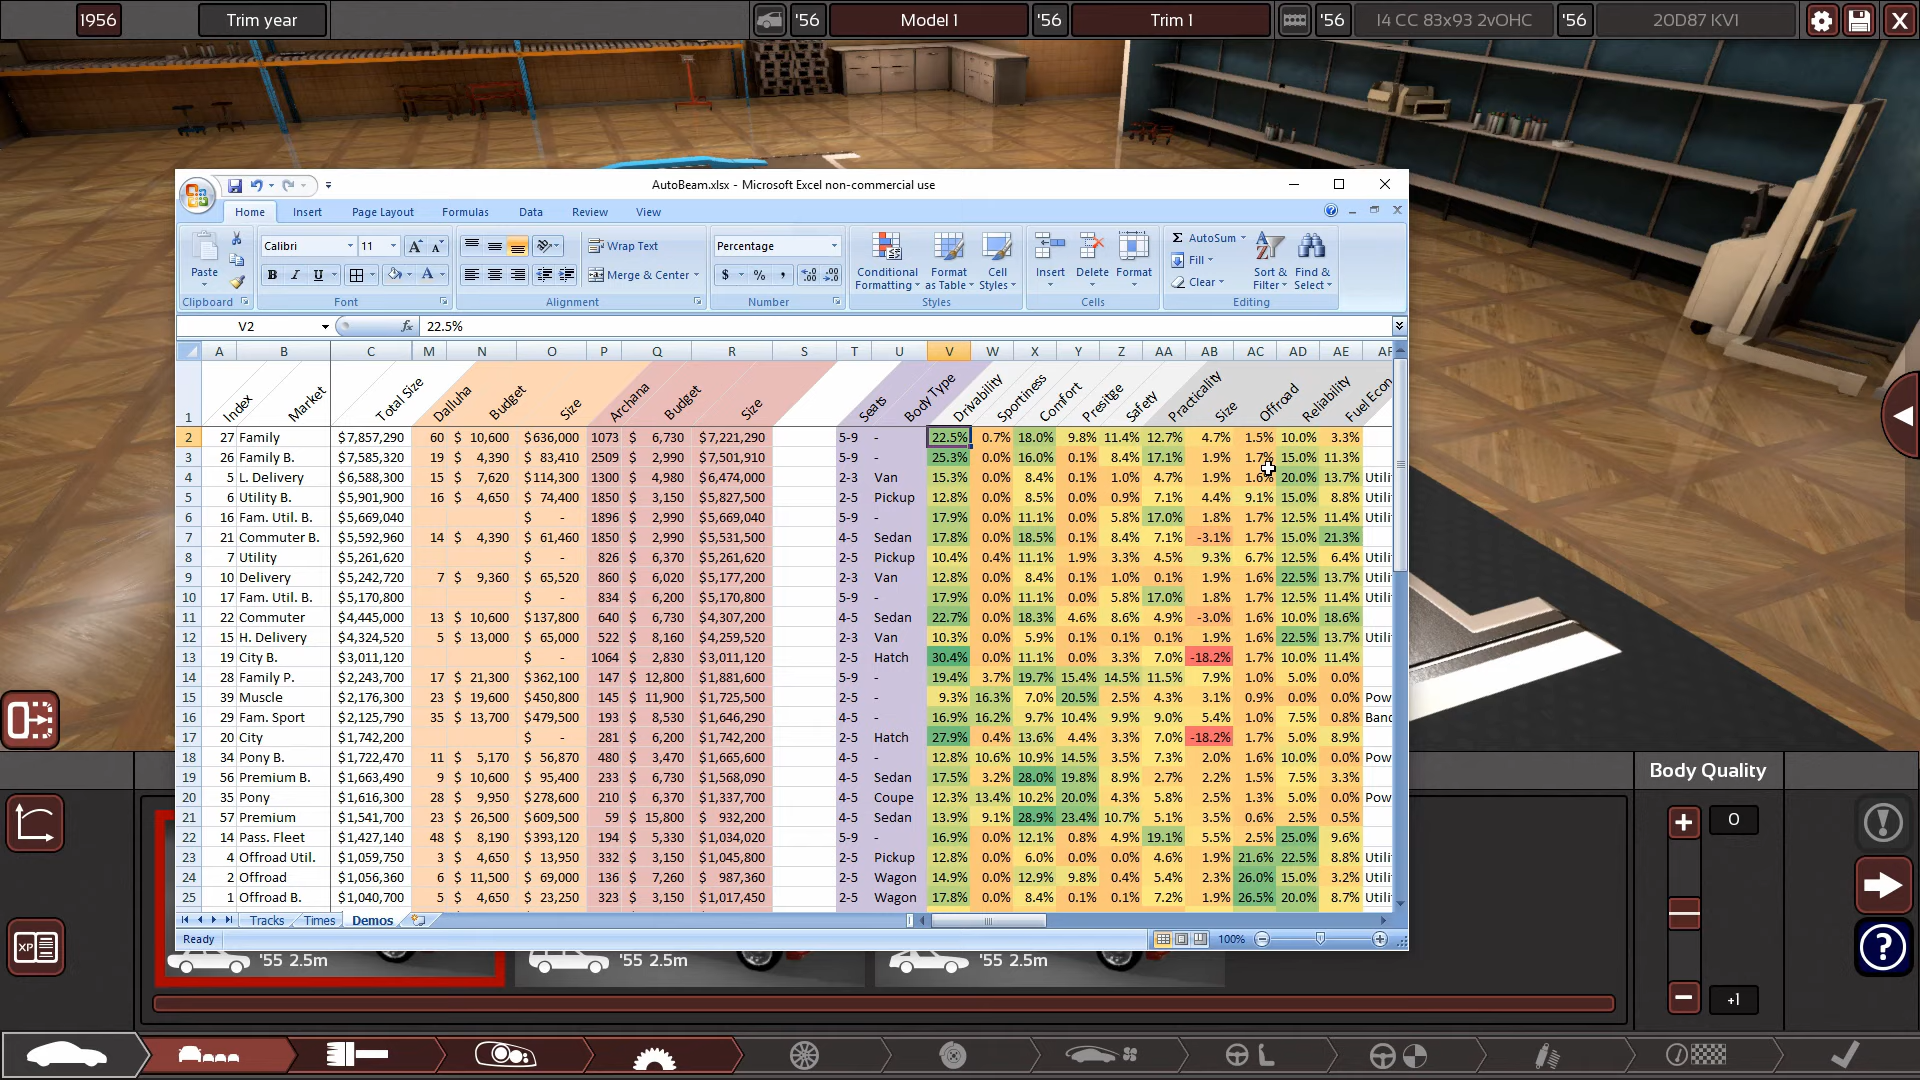 1956 Trim year '56 Model 1 '56 Trim 1 '56 I4 CC 83x93 2vOHC '56 20D87 KV1
AutoBeam.xlsx - Microsoft Excel non-commercial use
Home Insert Page Layout Formulas Data Review View
Paste Calibri 11 Wrap Text Percentage Conditional Formatting Format as Table Cell Styles Insert Delete Format Σ AutoSum Sort & Filter Find & Select
B I U Merge & Center $ % , Fill
Clear
Clipboard Font Alignment Number Styles Cells Editing
V2 fx 22.5%
A B C M N O P Q R S T U V W X Y Z AA AB AC AD AE AF
1 Index Market Total Size Dalluha Budget Size Archana Budget Size Seats Body Type Drivability Sportiness Comfort Presitge Safety Practicality Size Offroad Reliability Fuel Econ
2 27 Family $7,857,290 60 $ 10,600 $636,000 1073 $ 6,730 $7,221,290 5-9 - 22.5% 0.7% 18.0% 9.8% 11.4% 12.7% 4.7% 1.5% 10.0% 3.3%
3 26 Family B. $7,585,320 19 $ 4,390 $ 83,410 2509 $ 2,990 $7,501,910 5-9 - 25.3% 0.0% 16.0% 0.1% 8.4% 17.1% 1.9% 1.7% 15.0% 11.3%
4 5 L. Delivery $6,588,300 15 $ 7,620 $114,300 1300 $ 4,980 $6,474,000 2-3 Van 15.3% 0.0% 8.4% 0.1% 1.0% 4.7% 1.9% 1.6% 20.0% 13.7% Utili
5 6 Utility B. $5,901,900 16 $ 4,650 $ 74,400 1850 $ 3,150 $5,827,500 2-5 Pickup 12.8% 0.0% 8.5% 0.0% 0.9% 7.1% 4.4% 9.1% 15.0% 8.8% Utili
6 16 Fam. Util. B. $5,669,040 $ - 1896 $ 2,990 $5,669,040 5-9 - 17.9% 0.0% 11.1% 0.0% 5.8% 17.0% 1.8% 1.7% 12.5% 11.4% Utili
7 21 Commuter B. $5,592,960 14 $ 4,390 $ 61,460 1850 $ 2,990 $5,531,500 4-5 Sedan 17.8% 0.0% 18.5% 0.1% 8.4% 7.1% -3.1% 1.7% 15.0% 21.3%
8 7 Utility $5,261,620 $ - 826 $ 6,370 $5,261,620 2-5 Pickup 10.4% 0.4% 11.1% 1.9% 3.3% 4.5% 9.3% 6.7% 12.5% 6.4% Utili
9 10 Delivery $5,242,720 7 $ 9,360 $ 65,520 860 $ 6,020 $5,177,200 2-3 Van 12.8% 0.0% 8.4% 0.1% 1.0% 0.1% 1.9% 1.6% 22.5% 13.7% Utili
10 17 Fam. Util. B. $5,170,800 $ - 834 $ 6,200 $5,170,800 5-9 - 17.9% 0.0% 11.1% 0.0% 5.8% 17.0% 1.8% 1.7% 12.5% 11.4% Utili
11 22 Commuter $4,445,000 13 $ 10,600 $137,800 640 $ 6,730 $4,307,200 4-5 Sedan 22.7% 0.0% 18.3% 4.6% 8.6% 4.9% -3.0% 1.6% 10.0% 18.6%
12 15 H. Delivery $4,324,520 5 $ 13,000 $ 65,000 522 $ 8,160 $4,259,520 2-3 Van 10.3% 0.0% 5.9% 0.1% 0.1% 0.1% 1.9% 1.6% 22.5% 13.7% Utili
13 19 City B. $3,011,120 $ - 1064 $ 2,830 $3,011,120 2-5 Hatch 30.4% 0.0% 11.1% 0.0% 3.3% 7.0% -18.2% 1.7% 10.0% 11.4%
14 28 Family P. $2,243,700 17 $ 21,300 $362,100 147 $ 12,800 $1,881,600 5-9 - 19.4% 3.7% 19.7% 15.4% 14.5% 11.5% 7.9% 1.0% 5.0% 0.0%
15 39 Muscle $2,176,300 23 $ 19,600 $450,800 145 $ 11,900 $1,725,500 2-5 - 9.3% 16.3% 7.0% 20.5% 2.5% 4.3% 3.1% 0.9% 0.0% 0.0% Pow
16 29 Fam. Sport $2,125,790 35 $ 13,700 $479,500 193 $ 8,530 $1,646,290 4-5 - 16.9% 16.2% 9.7% 10.4% 9.9% 9.0% 5.4% 1.0% 7.5% 0.8% Banc
17 20 City $1,742,200 $ - 281 $ 6,200 $1,742,200 2-5 Hatch 27.9% 0.4% 13.6% 4.4% 3.3% 7.0% -18.2% 1.7% 5.0% 8.9%
18 34 Pony B. $1,722,470 11 $ 5,170 $ 56,870 480 $ 3,470 $1,665,600 4-5 - 12.8% 10.6% 10.9% 14.5% 3.5% 7.3% 2.0% 1.6% 10.0% 0.0% Pow
19 56 Premium B. $1,663,490 9 $ 10,600 $ 95,400 233 $ 6,730 $1,568,090 4-5 Sedan 17.5% 3.2% 28.0% 19.8% 8.9% 2.7% 2.2% 1.5% 7.5% 3.3%
20 35 Pony $1,616,300 28 $ 9,950 $278,600 210 $ 6,370 $1,337,700 4-5 Coupe 12.3% 13.4% 10.2% 20.0% 4.3% 5.8% 2.5% 1.3% 5.0% 0.0% Pow
21 57 Premium $1,541,700 23 $ 26,500 $609,500 59 $ 15,800 $ 932,200 4-5 Sedan 13.9% 9.1% 28.9% 23.4% 10.7% 5.1% 3.5% 0.6% 2.5% 0.5%
22 14 Pass. Fleet $1,427,140 48 $ 8,190 $393,120 194 $ 5,330 $1,034,020 5-9 - 16.9% 0.0% 12.1% 0.8% 4.9% 19.1% 5.5% 2.5% 25.0% 9.6%
23 4 Offroad Util. $1,059,750 3 $ 4,650 $ 13,950 332 $ 3,150 $1,045,800 2-5 Pickup 12.8% 0.0% 6.0% 0.0% 0.0% 4.6% 1.9% 21.6% 22.5% 8.8% Utili
24 2 Offroad $1,056,360 6 $ 11,500 $ 69,000 136 $ 7,260 $ 987,360 2-5 Wagon 14.9% 0.0% 12.9% 9.8% 0.4% 5.4% 2.3% 26.0% 15.0% 3.2%
25 1 Offroad B. $1,040,700 5 $ 4,650 $ 23,250 323 $ 3,150 $1,017,450 2-5 Wagon 17.8% 0.0% 8.4% 0.1% 0.1% 7.2% 1.9% 26.5% 20.0% 8.7% Utili
Tracks Times Demos
Ready 100%
Body Quality
0
+1
XP
'55 2.5m '55 2.5m '55 2.5m